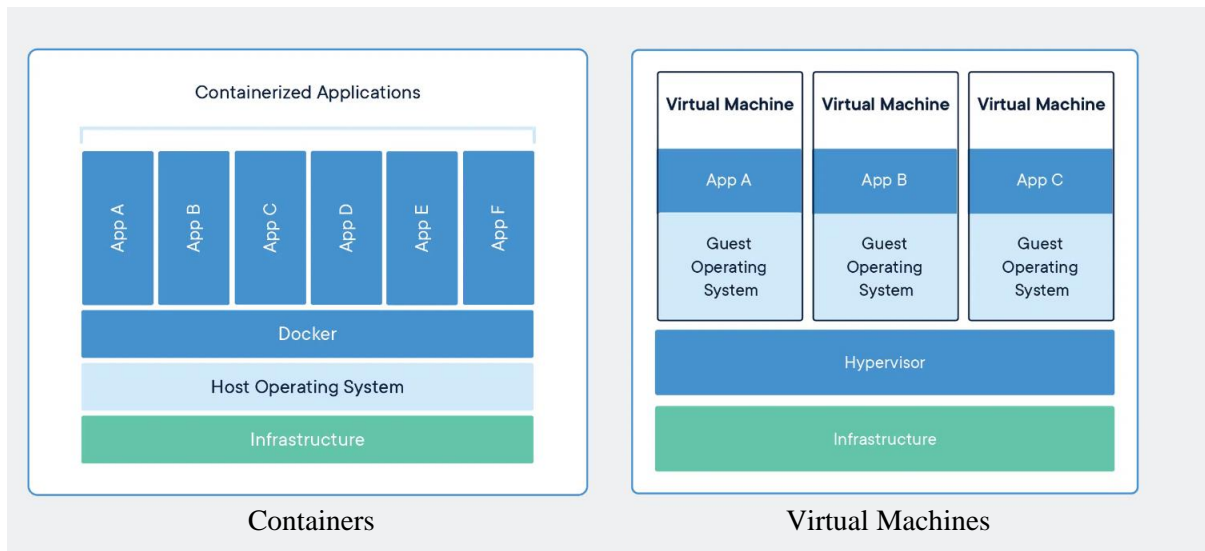 Containerized Applications
App A
App B
App C
App D
App E
App F
Docker
Host Operating System
Infrastructure
Containers
Virtual Machine
App A
Guest
Operating
System
Virtual Machine
App B
Guest
Operating
System
Virtual Machine
App C
Guest
Operating
System
Hypervisor
Infrastructure
Virtual Machines